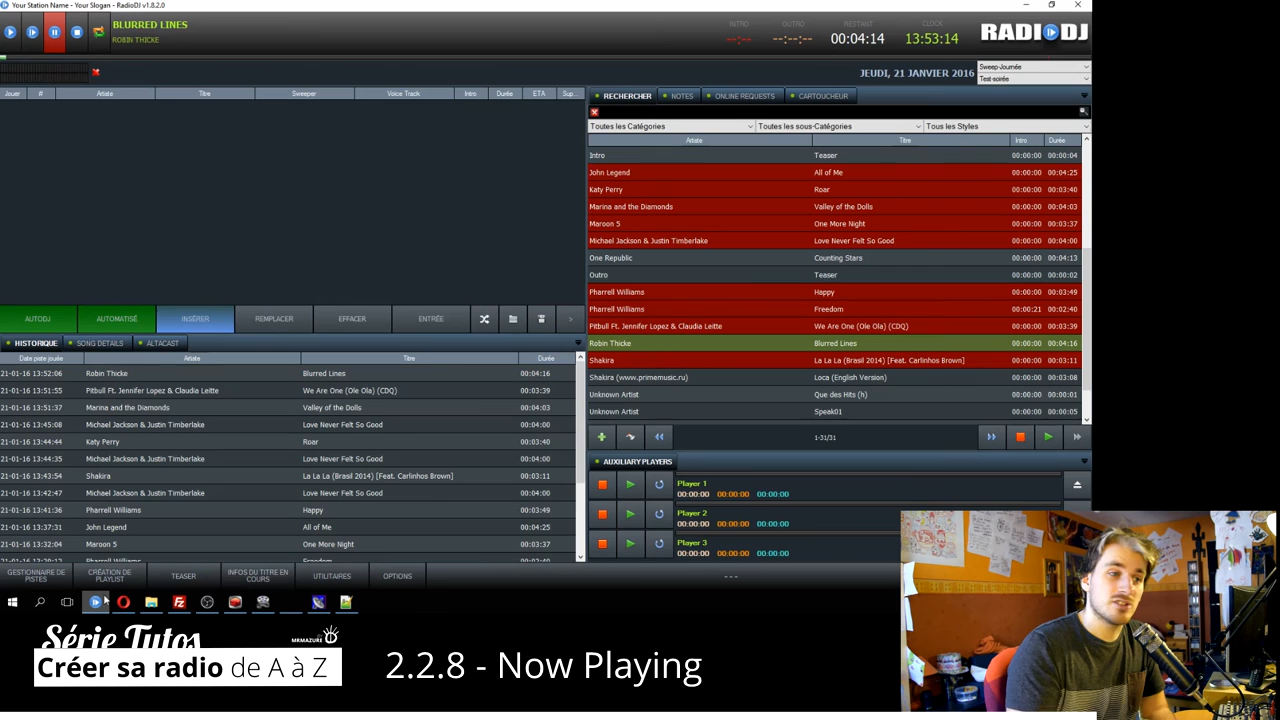 Your Station Name - Your Slogan - RadioDJ v1.8.2.0
BLURRED LINES
ROBIN THICKE
INTRO OUTRO RESTANT CLOCK
--:-- --:--:-- 00:04:14 13:53:14
RADIODJ
JEUDI, 21 JANVIER 2016
Sweep-Journée
Test-soirée
Jouer # Artiste Titre Sweeper Voice Track Intro Durée ETA Sup...
RECHERCHER NOTES ONLINE REQUESTS CARTOUCHEUR
Toutes les Catégories Toutes les sous-Catégories Tous les Styles
Artiste Titre Intro Durée
Intro Teaser 00:00:00 00:00:04
John Legend All of Me 00:00:00 00:04:25
Katy Perry Roar 00:00:00 00:03:40
Marina and the Diamonds Valley of the Dolls 00:00:00 00:04:03
Maroon 5 One More Night 00:00:00 00:03:37
Michael Jackson & Justin Timberlake Love Never Felt So Good 00:00:00 00:04:00
One Republic Counting Stars 00:00:00 00:04:13
Outro Teaser 00:00:00 00:00:02
Pharrell Williams Happy 00:00:00 00:03:49
Pharrell Williams Freedom 00:00:21 00:02:40
Pitbull Ft. Jennifer Lopez & Claudia Leitte We Are One (Ole Ola) (CDQ) 00:00:00 00:03:39
Robin Thicke Blurred Lines 00:00:00 00:04:16
Shakira La La La (Brasil 2014) [Feat. Carlinhos Brown] 00:00:00 00:03:11
Shakira (www.primemusic.ru) Loca (English Version) 00:00:00 00:03:08
Unknown Artist Que des Hits (h) 00:00:00 00:00:01
Unknown Artist Speak01 00:00:00 00:00:05
1-31/31
AUTODJ AUTOMATISÉ INSÉRER REMPLACER EFFACER ENTRÉE >
HISTORIQUE SONG DETAILS ALTACAST
Date piste jouée Artiste Titre Durée
21-01-16 13:52:06 Robin Thicke Blurred Lines 00:04:16
21-01-16 13:51:55 Pitbull Ft. Jennifer Lopez & Claudia Leitte We Are One (Ole Ola) (CDQ) 00:03:39
21-01-16 13:51:37 Marina and the Diamonds Valley of the Dolls 00:04:03
21-01-16 13:45:08 Michael Jackson & Justin Timberlake Love Never Felt So Good 00:04:00
21-01-16 13:44:44 Katy Perry Roar 00:03:40
21-01-16 13:44:35 Michael Jackson & Justin Timberlake Love Never Felt So Good 00:04:00
21-01-16 13:43:54 Shakira La La La (Brasil 2014) [Feat. Carlinhos Brown] 00:03:11
21-01-16 13:42:47 Michael Jackson & Justin Timberlake Love Never Felt So Good 00:04:00
21-01-16 13:41:36 Pharrell Williams Happy 00:03:49
21-01-16 13:37:31 John Legend All of Me 00:04:25
21-01-16 13:32:04 Maroon 5 One More Night 00:03:37
Pharrell Williams Freedom
AUXILIARY PLAYERS
Player 1
00:00:00 00:00:00 00:00:00
Player 2
00:00:00 00:00:00 00:00:00
Player 3
00:00:00 00:00:00 00:00:00
GESTIONNAIRE DE PISTES CRÉATION DE PLAYLIST TEASER INFOS DU TITRE EN COURS UTILITAIRES OPTIONS ---
Série Tutos
MRMAZURE
Créer sa radio de A à Z
2.2.8 - Now Playing